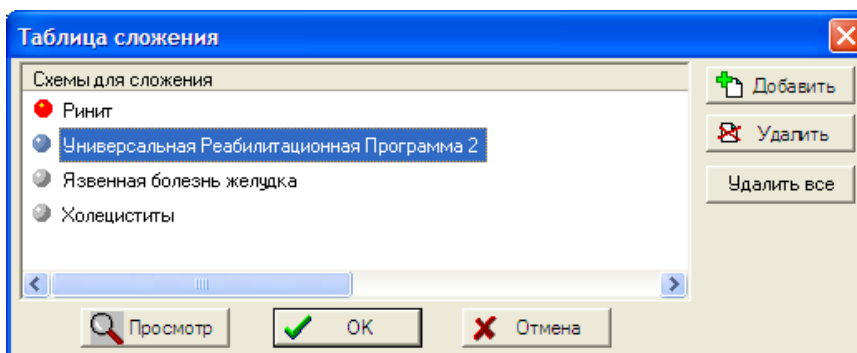 Таблица сложения
Схемы для сложения
Ринит
Универсальная Реабилитационная Программа 2
Язвенная болезнь желудка
Холециститы
Добавить
Удалить
Удалить все
Просмотр
OK
Отмена